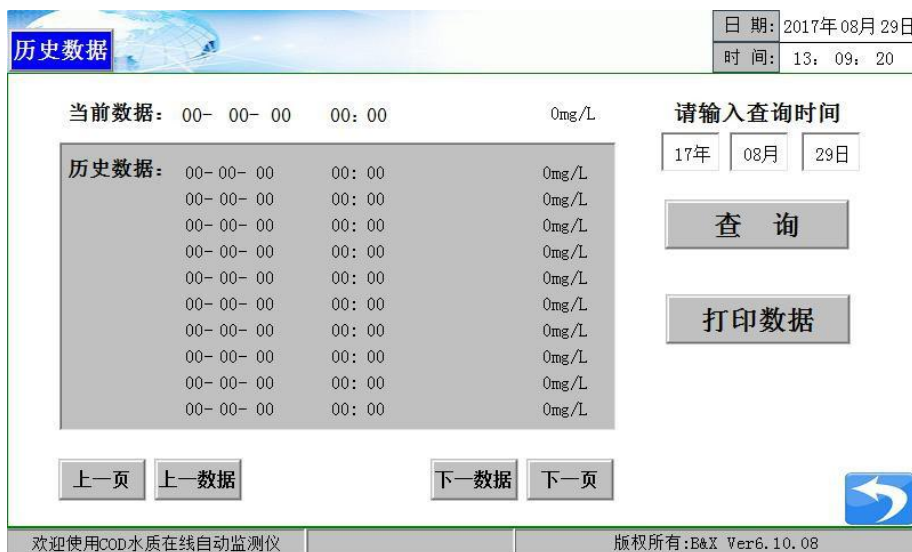 历史数据
日 期: 2017年08月29日
时 间: 13: 09: 20
当前数据: 00- 00- 00 00: 00 0mg/L
请输入查询时间
17年 08月 29日
历史数据: 00- 00- 00 00: 00 0mg/L
00- 00- 00 00: 00 0mg/L
00- 00- 00 00: 00 0mg/L
00- 00- 00 00: 00 0mg/L
00- 00- 00 00: 00 0mg/L
00- 00- 00 00: 00 0mg/L
00- 00- 00 00: 00 0mg/L
00- 00- 00 00: 00 0mg/L
00- 00- 00 00: 00 0mg/L
00- 00- 00 00: 00 0mg/L
查 询
打印数据
上一页 上一数据 下一数据 下一页
欢迎使用COD水质在线自动监测仪 版权所有:B&X Ver6.10.08